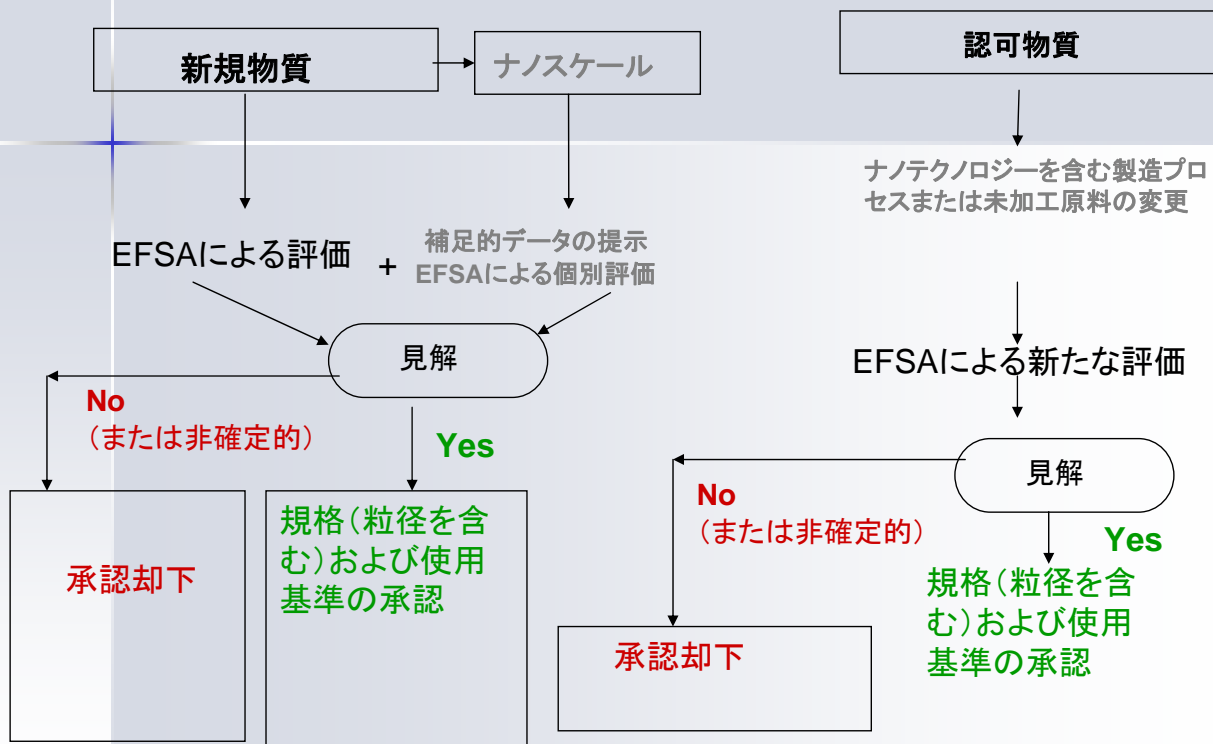 新規物質
ナノスケール
認可物質
ナノテクノロジーを含む製造プロ
セスまたは未加工原料の変更
EFSAによる評価
+
補足的データの提示
EFSAによる個別評価
見解
EFSAによる新たな評価
No
(または非確定的)
Yes
見解
No
(または非確定的)
Yes
承認却下
規格(粒径を含
む)および使用
基準の承認
承認却下
規格(粒径を含
む)および使用
基準の承認